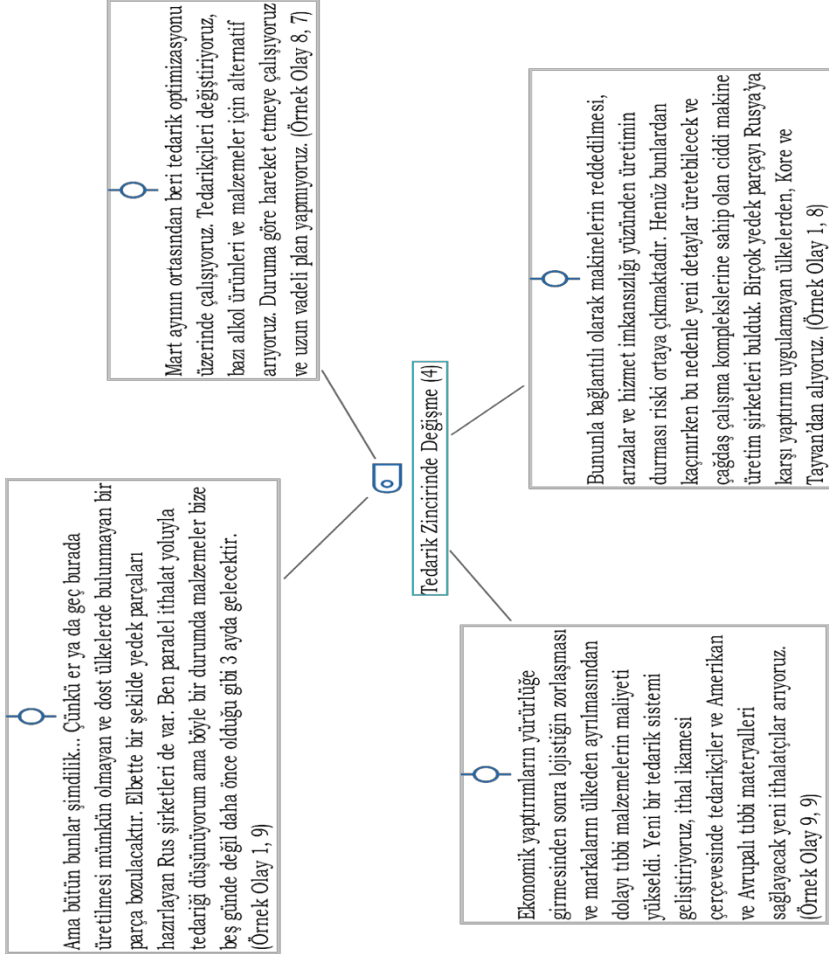 Ama bütün bunlar şimdilik... Çünkü er ya da geç burada
üretilmesi mümkün olmayan ve dost ülkelerde bulunmayan bir
parça bozulacaktır. Elbette bir şekilde yedek parçaları
hazırlayan Rus şirketleri de var. Ben paralel ithalat yoluyla
tedariği düşünüyorum ama böyle bir durumda malzemeler bize
beş günde değil daha önce olduğu gibi 3 ayda gelecektir.
(Örnek Olay 1, 9)
Mart ayının ortasından beri tedarik optimizasyonu
üzerinde çalışıyoruz. Tedarikçileri değiştiriyoruz,
bazı alkol ürünleri ve malzemeler için alternatif
arıyoruz. Duruma göre hareket etmeye çalışıyoruz
ve uzun vadeli plan yapmıyoruz. (Örnek Olay 8, 7)
Tedarik Zincirinde Değişme (4)
Ekonomik yaptırımların yürürlüğe
girmesinden sonra lojistiğin zorlaşması
ve markaların ülkeden ayrılmasından
dolayı tıbbi malzemelerin maliyeti
yükseldi. Yeni bir tedarik sistemi
geliştiriyoruz, ithal ikamesi
çerçevesinde tedarikçiler ve Amerikan
ve Avrupalı tıbbi materyalleri
sağlayacak yeni ithalatçılar arıyoruz.
(Örnek Olay 9, 9)
Bununla bağlantılı olarak makinelerin reddedilmesi,
arızalar ve hizmet imkansızlığı yüzünden üretimin
durması riski ortaya çıkmaktadır. Henüz bunlardan
kaçınırken bu nedenle yeni detaylar üretebilecek ve
çağdaş çalışma komplekslerine sahip olan ciddi makine
üretim şirketleri bulduk. Birçok yedek parçayı Rusya'ya
karşı yaptırım uygulamayan ülkelerden, Kore ve
Tayvan'dan alıyoruz. (Örnek Olay 1, 8)